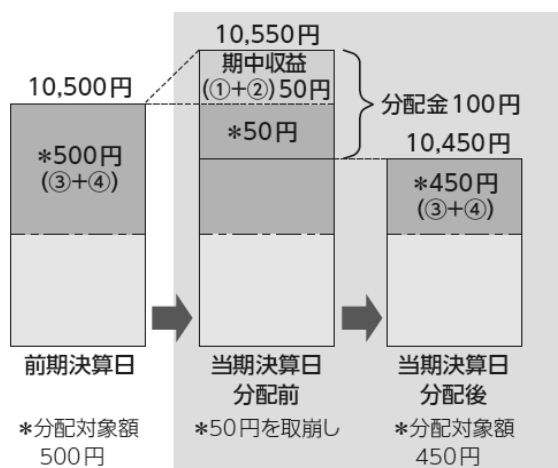 10,500円
*500円
(③+④)
前期決算日
*分配対象額
500円
10,550円
期中収益
(①+②)50円
*50円
分配金100円
当期決算日
分配前
*50円を取崩し
10,450円
*450円
(③+④)
当期決算日
分配後
*分配対象額
450円